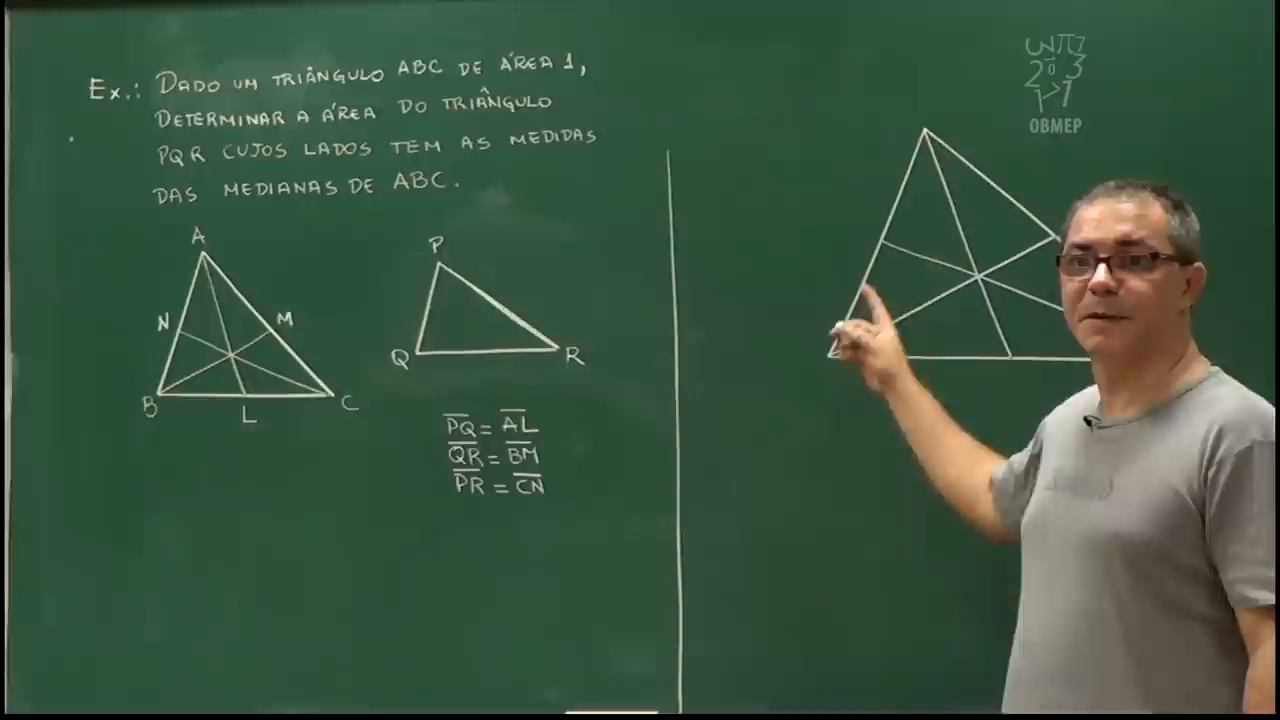 Ex.: DADO UM TRIÂNGULO ABC DE ÁREA 1,
DETERMINAR A ÁREA DO TRIÂNGULO
PQR CUJOS LADOS TEM AS MEDIDAS
DAS MEDIANAS DE ABC.
A
N
M
B
L
C
P
Q
R
PQ = AL
QR = BM
PR = CN
OBMEP